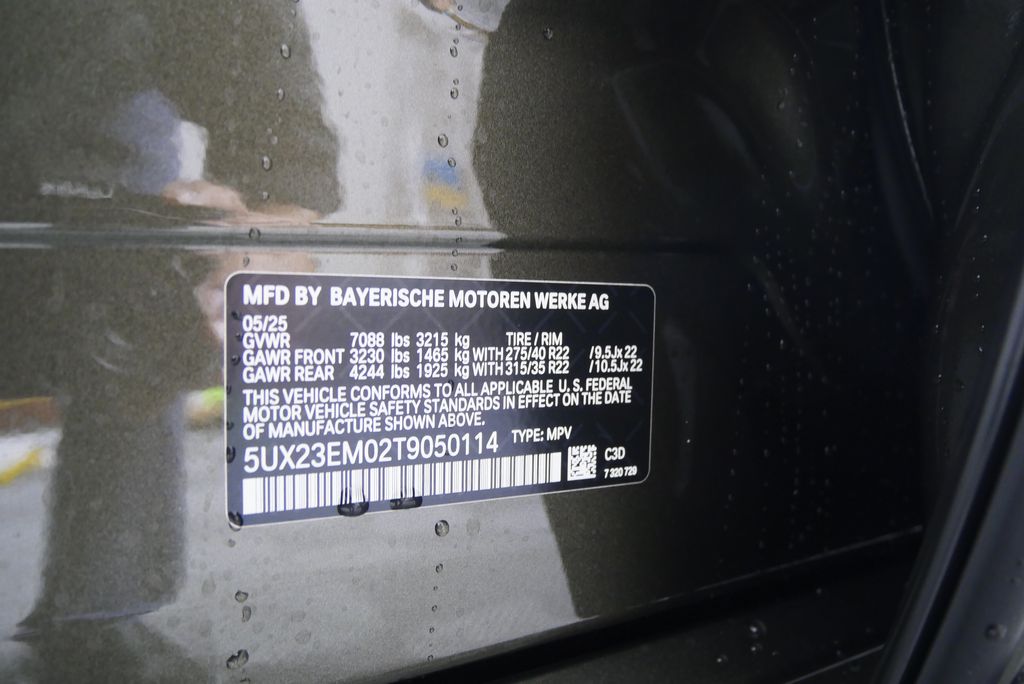 MFD BY BAYERISCHE MOTOREN WERKE AG
05/25
GVWR 7088 lbs 3215 kg TIRE / RIM
GAWR FRONT 3230 lbs 1465 kg WITH 275/40 R22 /9.5Jx 22
GAWR REAR 4244 lbs 1925 kg WITH 315/35 R22 /10.5Jx 22
THIS VEHICLE CONFORMS TO ALL APPLICABLE U.S. FEDERAL
MOTOR VEHICLE SAFETY STANDARDS IN EFFECT ON THE DATE
OF MANUFACTURE SHOWN ABOVE.
5UX23EM02T9050114 TYPE: MPV
C3D
7 320 729